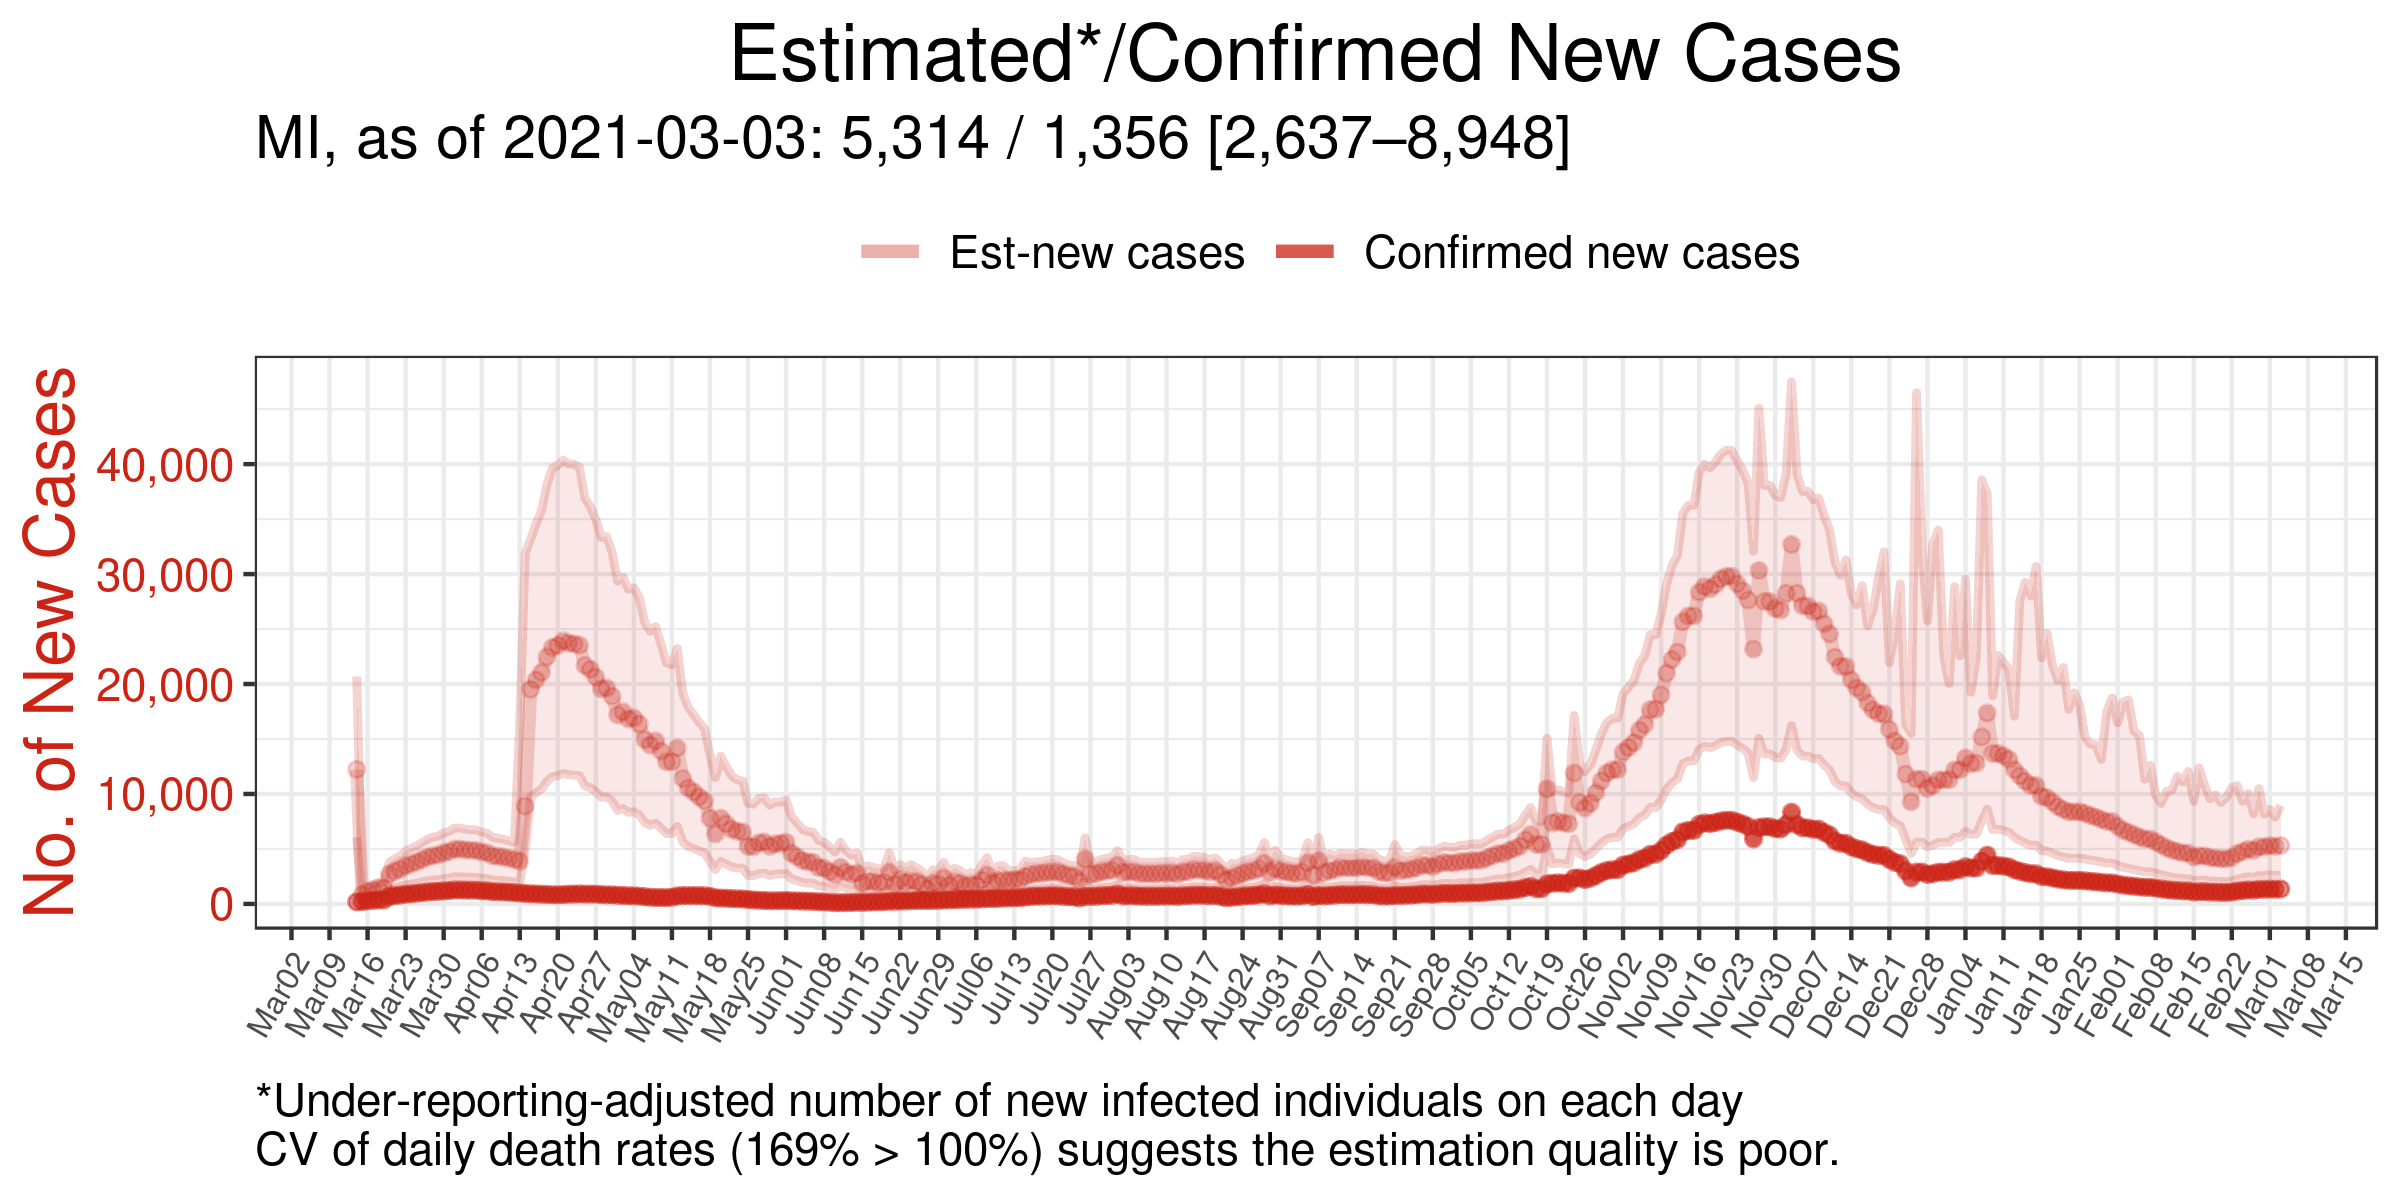 Estimated*/Confirmed New Cases
MI, as of 2021-03-03: 5,314 / 1,356 [2,637–8,948]
Est-new cases Confirmed new cases
No. of New Cases
40,000
30,000
20,000
10,000
0
Mar02 Mar09 Mar16 Mar23 Mar30 Apr06 Apr13 Apr20 Apr27 May04 May11 May18 May25 Jun01 Jun08 Jun15 Jun22 Jun29 Jul06 Jul13 Jul20 Jul27 Aug03 Aug10 Aug17 Aug24 Aug31 Sep07 Sep14 Sep21 Sep28 Oct05 Oct12 Oct19 Oct26 Nov02 Nov09 Nov16 Nov23 Nov30 Dec07 Dec14 Dec21 Dec28 Jan04 Jan11 Jan18 Jan25 Feb01 Feb08 Feb15 Feb22 Mar01 Mar08 Mar15
*Under-reporting-adjusted number of new infected individuals on each day
CV of daily death rates (169% > 100%) suggests the estimation quality is poor.